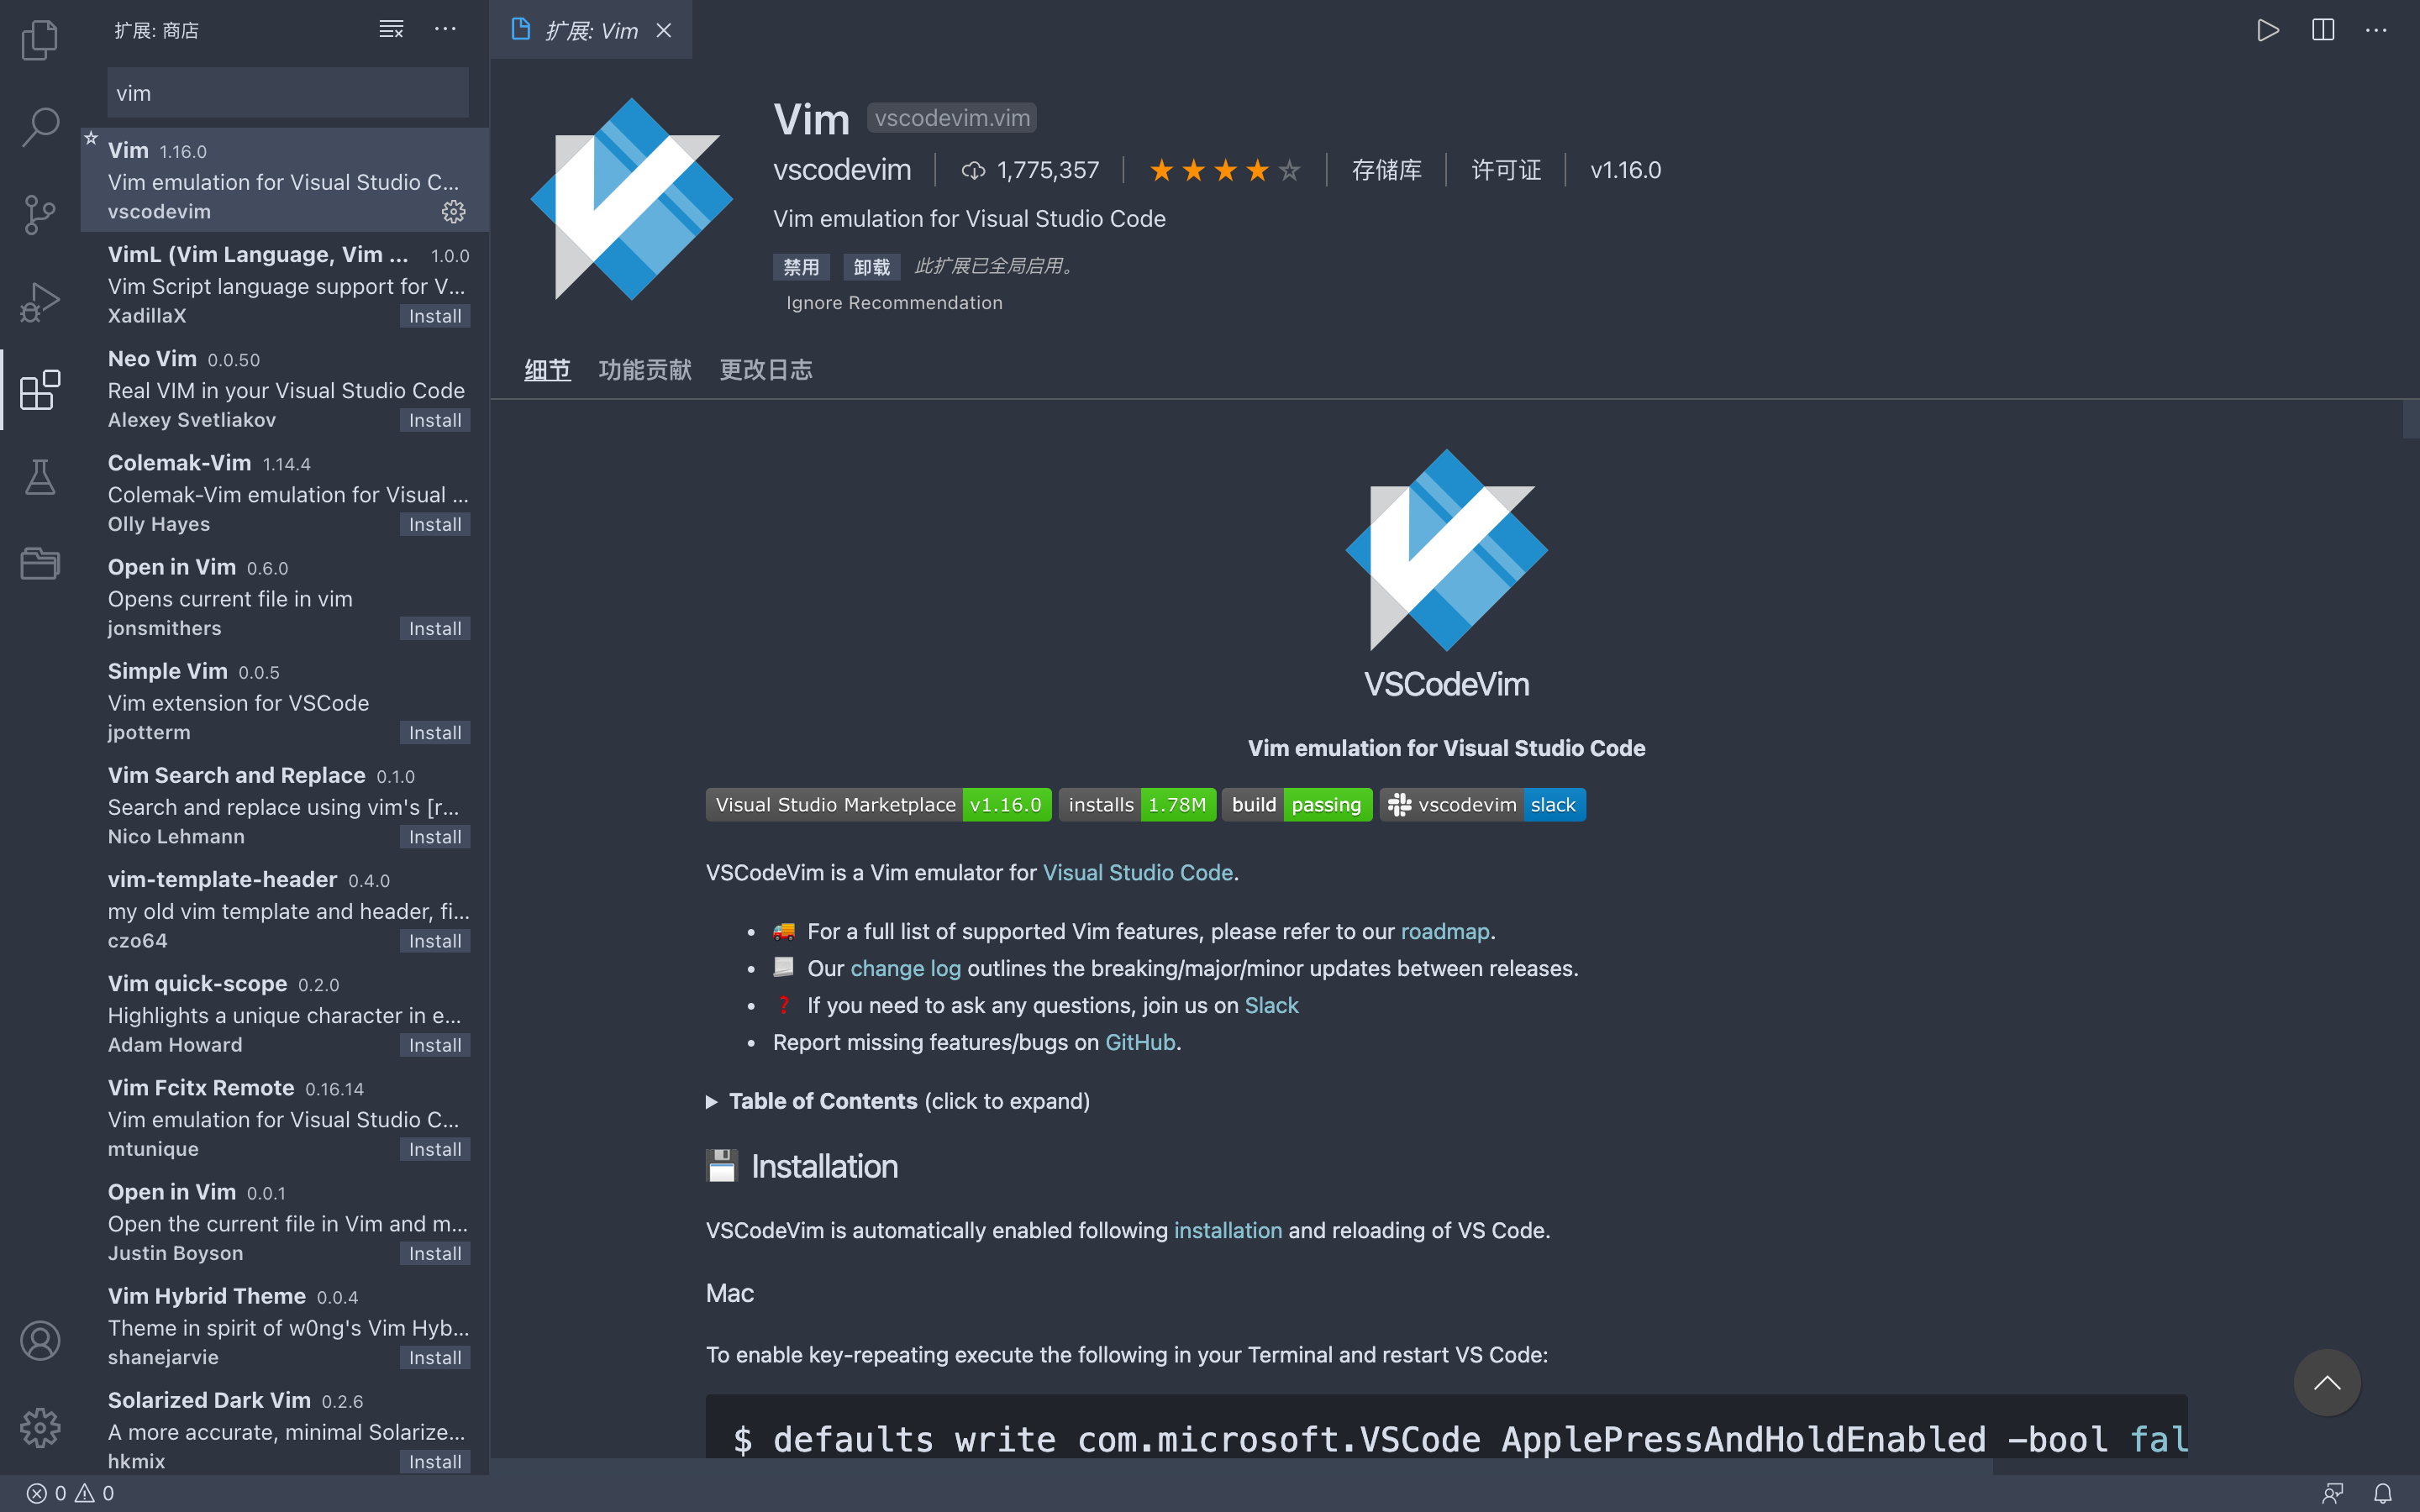 扩展: 商店
vim
Vim 1.16.0
Vim emulation for Visual Studio C...
vscodevim
VimL (Vim Language, Vim ... 1.0.0
Vim Script language support for V...
XadillaX Install
Neo Vim 0.0.50
Real VIM in your Visual Studio Code
Alexey Svetliakov Install
Colemak-Vim 1.14.4
Colemak-Vim emulation for Visual ...
Olly Hayes Install
Open in Vim 0.6.0
Opens current file in vim
jonsmithers Install
Simple Vim 0.0.5
Vim extension for VSCode
jpotterm Install
Vim Search and Replace 0.1.0
Search and replace using vim's [r...
Nico Lehmann Install
vim-template-header 0.4.0
my old vim template and header, fi...
czo64 Install
Vim quick-scope 0.2.0
Highlights a unique character in e...
Adam Howard Install
Vim Fcitx Remote 0.16.14
Vim emulation for Visual Studio C...
mtunique Install
Open in Vim 0.0.1
Open the current file in Vim and m...
Justin Boyson Install
Vim Hybrid Theme 0.0.4
Theme in spirit of w0ng's Vim Hyb...
shanejarvie Install
Solarized Dark Vim 0.2.6
A more accurate, minimal Solarize...
hkmix Install
扩展: Vim
Vim vscodevim.vim
vscodevim 1,775,357 存储库 许可证 v1.16.0
Vim emulation for Visual Studio Code
禁用 卸载 此扩展已全局启用。
Ignore Recommendation
细节 功能贡献 更改日志
VSCodeVim
Vim emulation for Visual Studio Code
Visual Studio Marketplace v1.16.0 installs 1.78M build passing vscodevim slack
VSCodeVim is a Vim emulator for Visual Studio Code.
• 🚚 For a full list of supported Vim features, please refer to our roadmap.
• 📃 Our change log outlines the breaking/major/minor updates between releases.
• ❓ If you need to ask any questions, join us on Slack
• Report missing features/bugs on GitHub.
▶ Table of Contents (click to expand)
💾 Installation
VSCodeVim is automatically enabled following installation and reloading of VS Code.
Mac
To enable key-repeating execute the following in your Terminal and restart VS Code:
$ defaults write com.microsoft.VSCode ApplePressAndHoldEnabled -bool fal
0 0